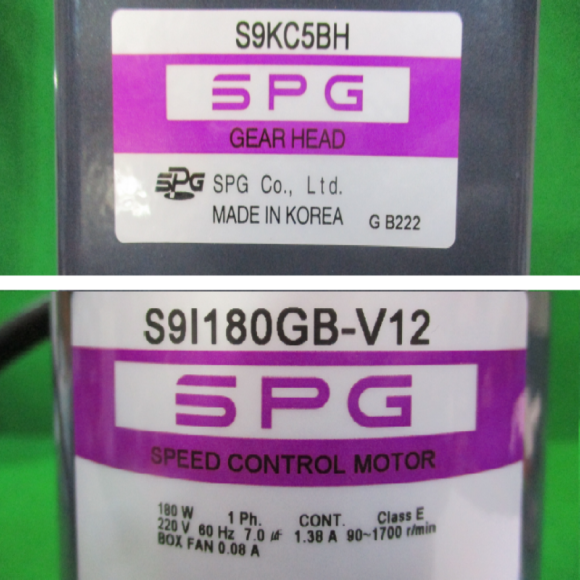 S9KC5BH
SPG
GEAR HEAD
SPG SPG Co., Ltd.
MADE IN KOREA G B222
S9I180GB-V12
SPG
SPEED CONTROL MOTOR
180 W 1 Ph. CONT. Class E
220 V 60 Hz 7.0 ㎌ 1.38 A 90~1700 r/min
BOX FAN 0.08 A